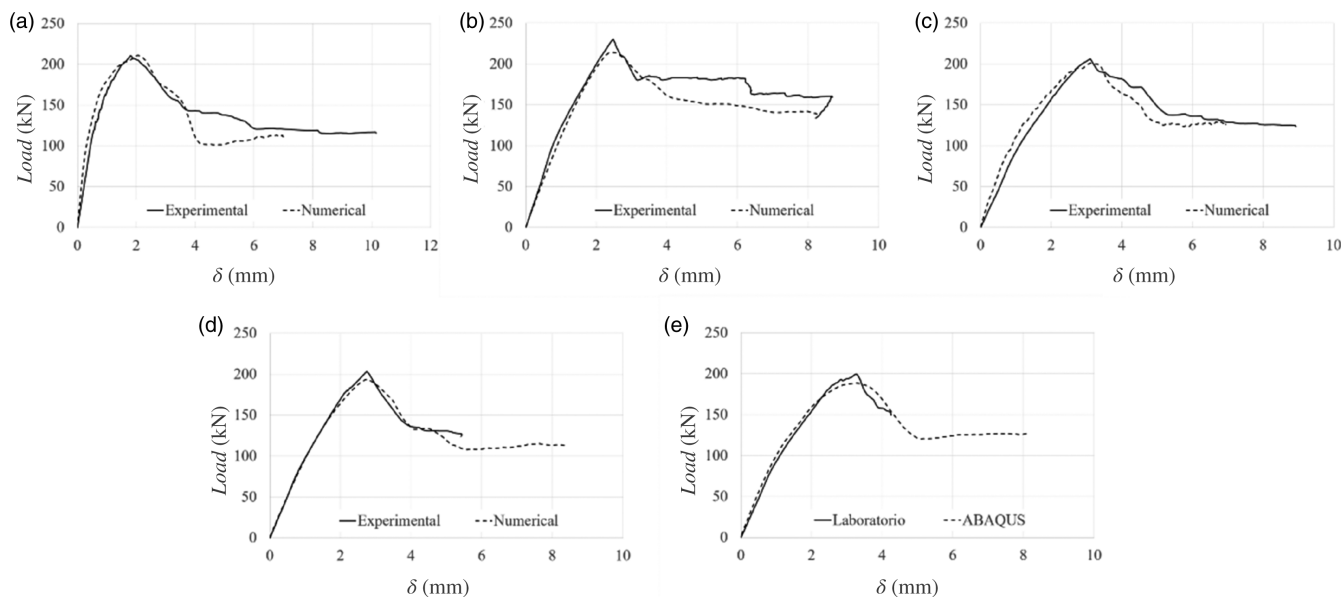 (a)
250
200
150
100
50
0
Load (kN)
Experimental Numerical
0 2 4 6 8 10 12
δ (mm)
(b)
250
200
150
100
50
0
Load (kN)
Experimental Numerical
0 2 4 6 8 10
δ (mm)
(c)
250
200
150
100
50
0
Load (kN)
Experimental Numerical
0 2 4 6 8 10
δ (mm)
(d)
250
200
150
100
50
0
Load (kN)
Experimental Numerical
0 2 4 6 8 10
δ (mm)
(e)
250
200
150
100
50
0
Load (kN)
Laboratorio ABAQUS
0 2 4 6 8 10
δ (mm)